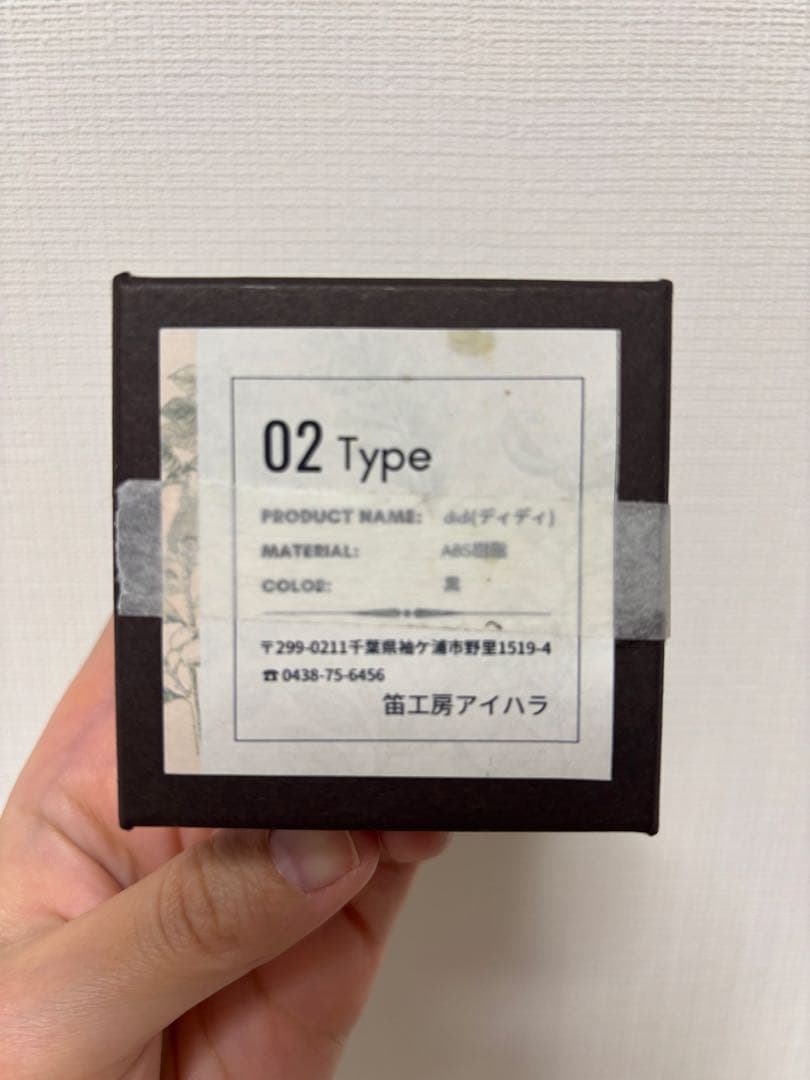 02 Type
PRODUCT NAME: didi(ディディ)
MATERIAL: ABS樹脂
COLOR: 黒
〒299-0211千葉県袖ケ浦市野里1519-4
☎0438-75-6456
笛工房アイハラ